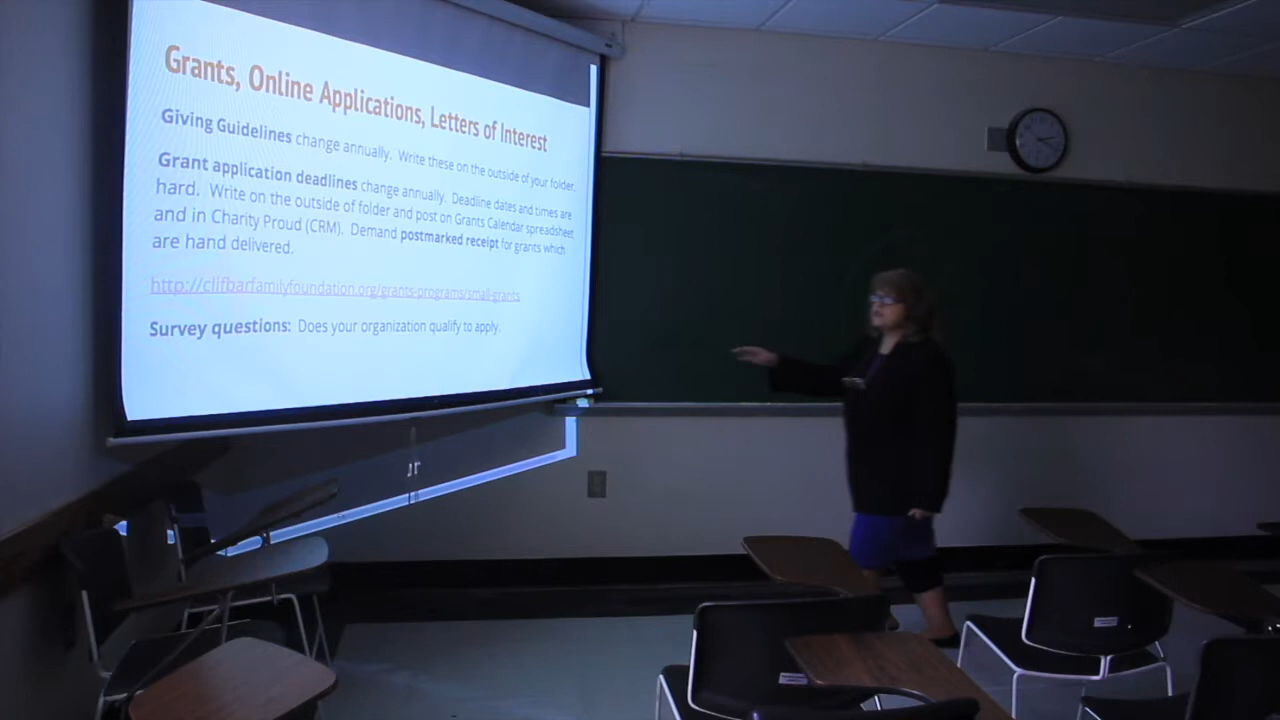 Grants, Online Applications, Letters of Interest
Giving Guidelines change annually. Write these on the outside of your folder.
Grant application deadlines change annually. Deadline dates and times are
hard. Write on the outside of folder and post on Grants Calendar spreadsheet
and in Charity Proud (CRM). Demand postmarked receipt for grants which
are hand delivered.
http://clifbarfamilyfoundation.org/grants-programs/small-grants
Survey questions: Does your organization qualify to apply.